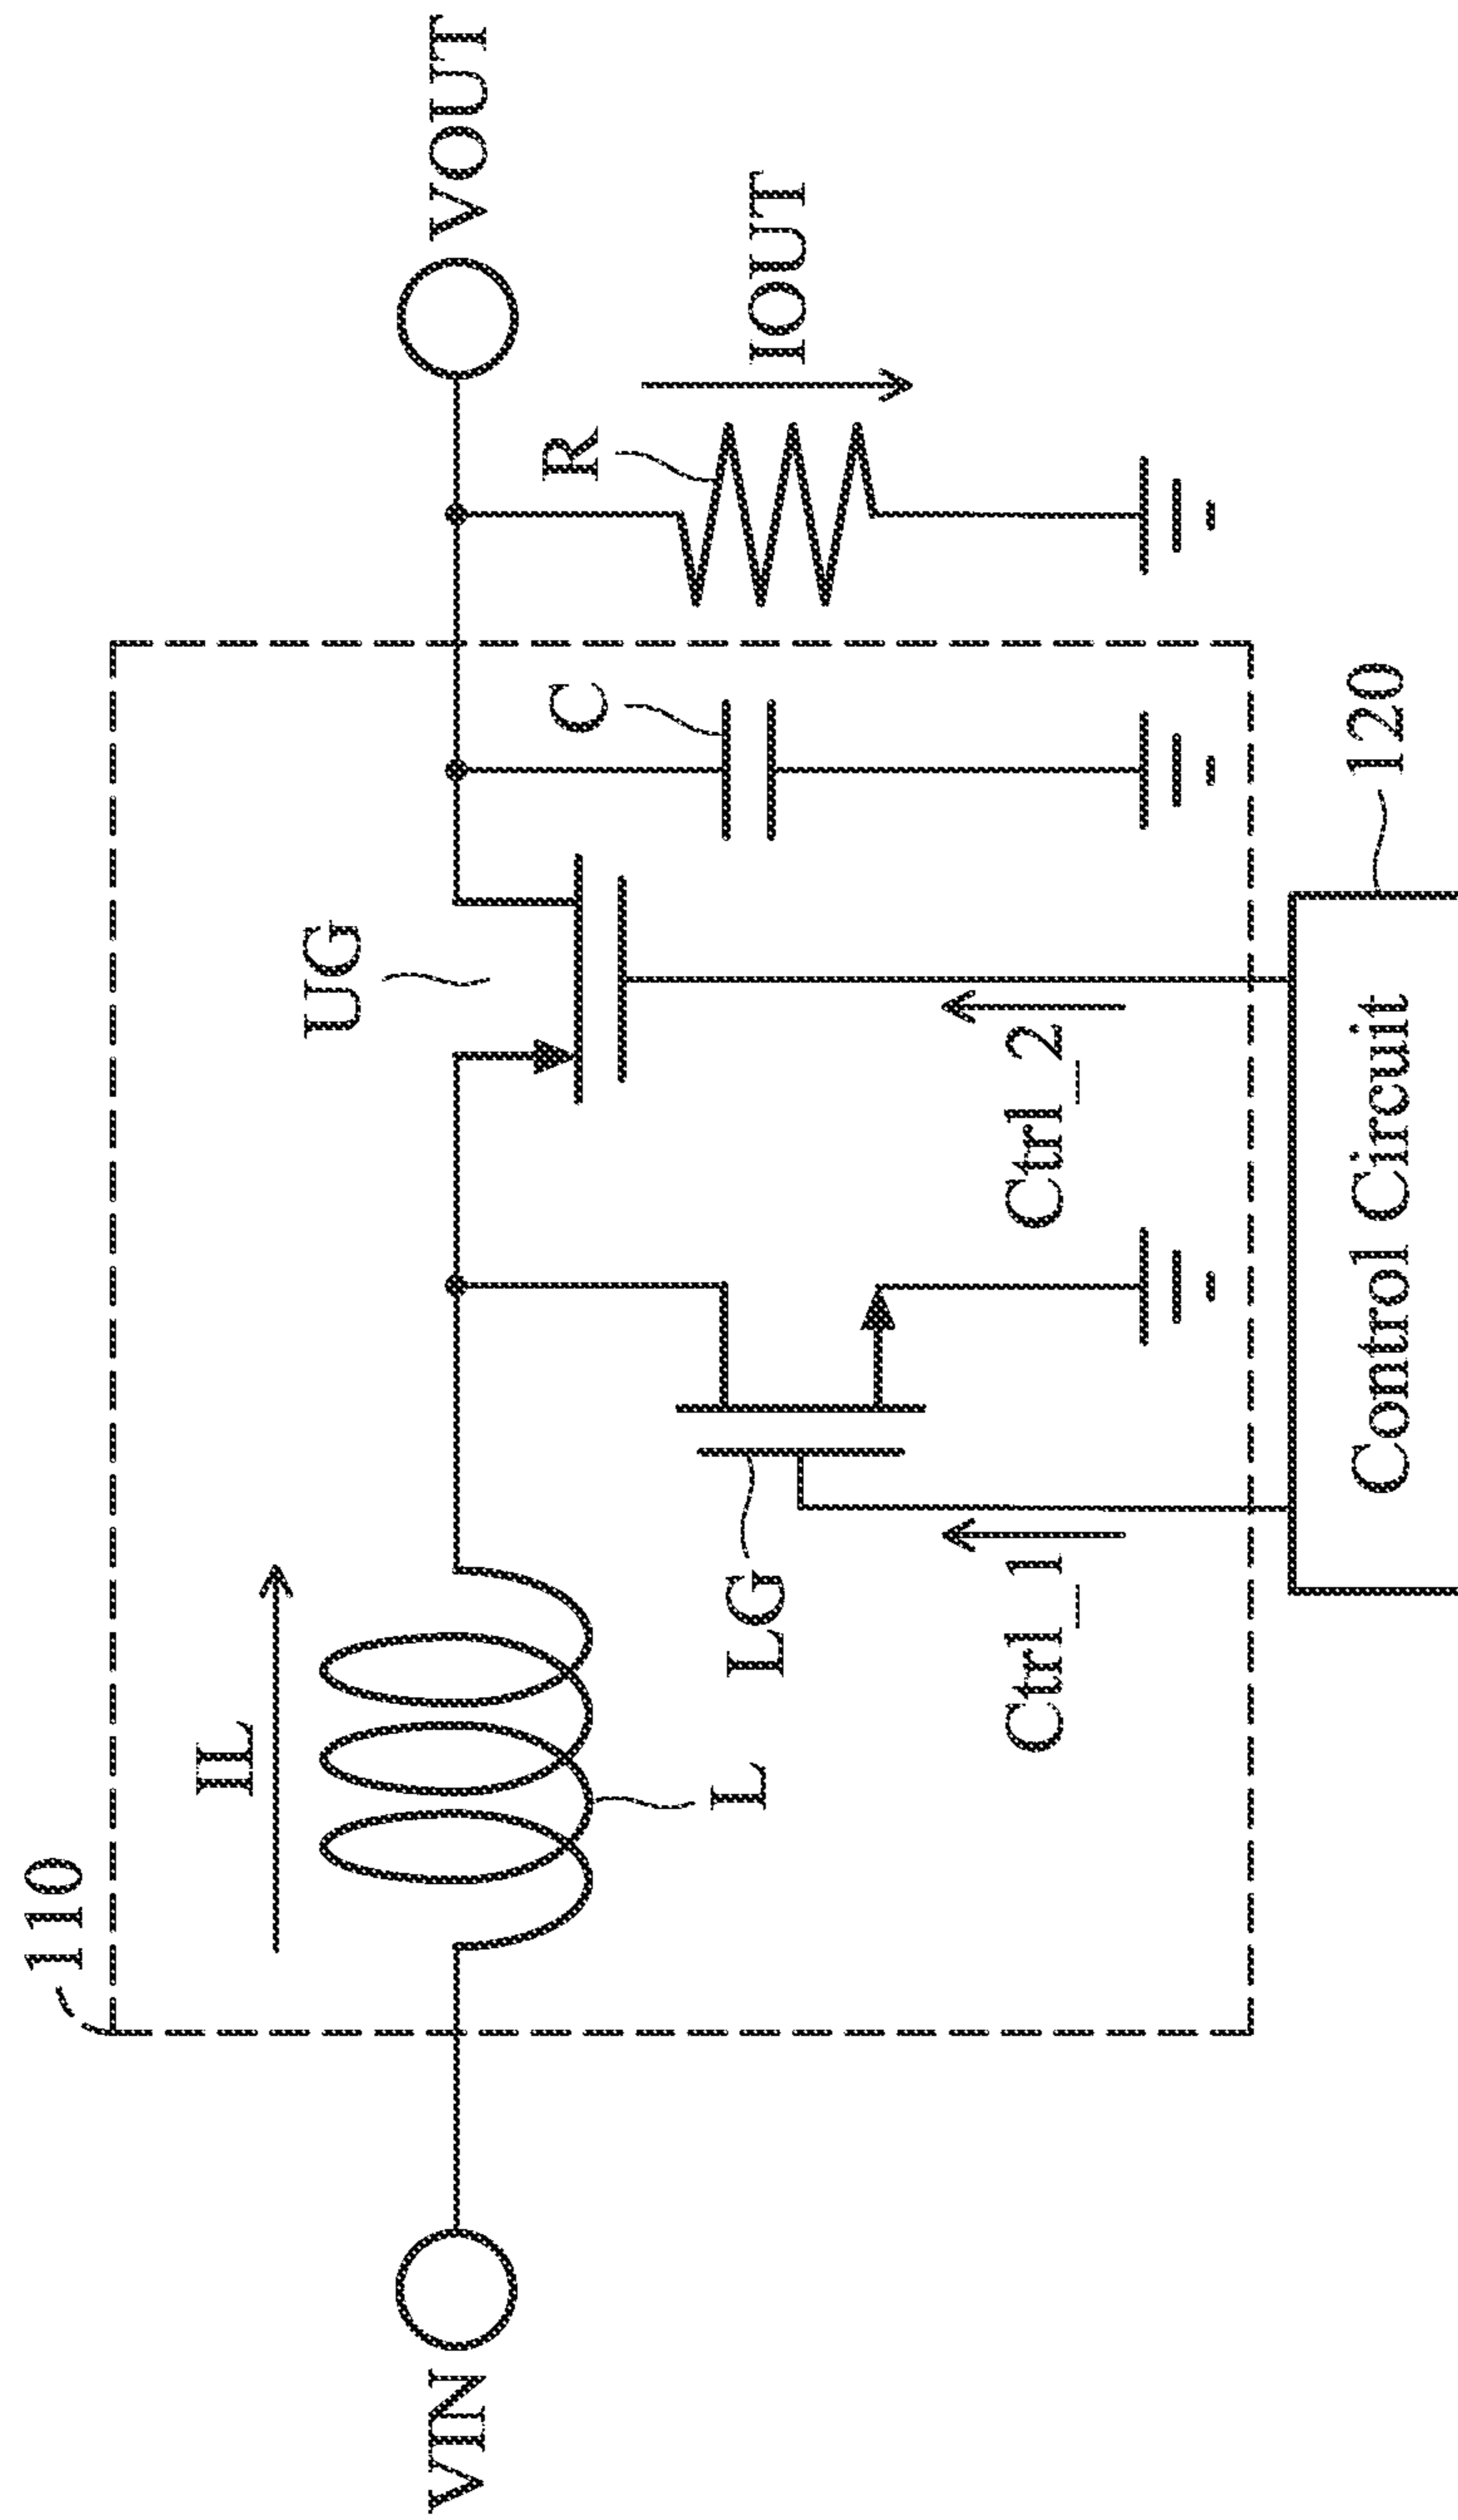 110
IL
UG
VIN
VOUT
L
LG
C
R
IOUT
Ctrl_1
Ctrl_2
Control Circuit
120